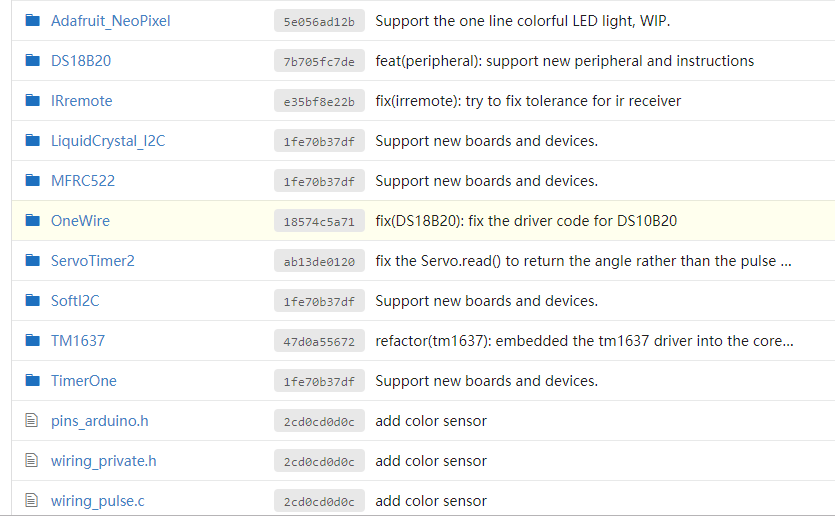 Adafruit_NeoPixel 5e056ad12b Support the one line colorful LED light, WIP.
DS18B20 7b705fc7de feat(peripheral): support new peripheral and instructions
IRremote e35bf8e22b fix(irremote): try to fix tolerance for ir receiver
LiquidCrystal_I2C 1fe70b37df Support new boards and devices.
MFRC522 1fe70b37df Support new boards and devices.
OneWire 18574c5a71 fix(DS18B20): fix the driver code for DS10B20
ServoTimer2 ab13de0120 fix the Servo.read() to return the angle rather than the pulse ...
SoftI2C 1fe70b37df Support new boards and devices.
TM1637 47d0a55672 refactor(tm1637): embedded the tm1637 driver into the core...
TimerOne 1fe70b37df Support new boards and devices.
pins_arduino.h 2cd0cd0d0c add color sensor
wiring_private.h 2cd0cd0d0c add color sensor
wiring_pulse.c 2cd0cd0d0c add color sensor